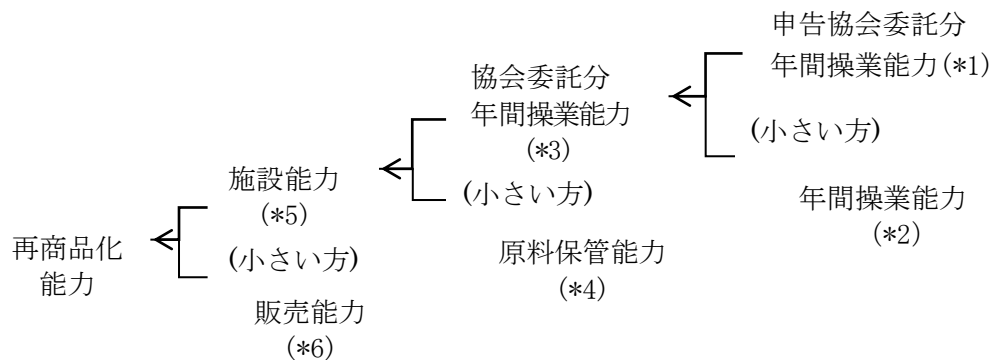 申告協会委託分
年間操業能力(*1)
(小さい方)
年間操業能力
(*2)
協会委託分
年間操業能力
(*3)
(小さい方)
原料保管能力
(*4)
施設能力
(*5)
(小さい方)
販売能力
(*6)
再商品化
能力